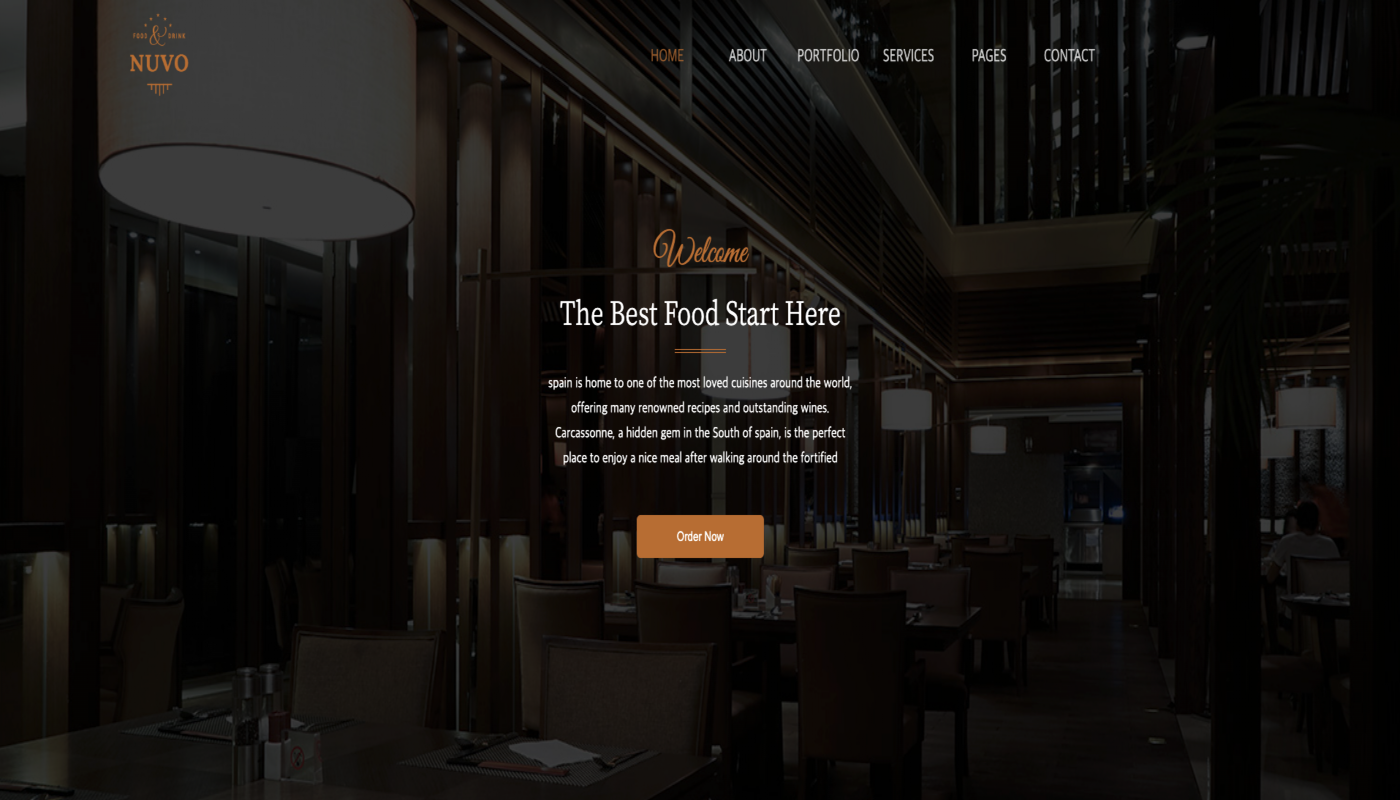 FOOD & DRINK
NUVO
HOME ABOUT PORTFOLIO SERVICES PAGES CONTACT
Welcome
The Best Food Start Here
spain is home to one of the most loved cuisines around the world,
offering many renowned recipes and outstanding wines.
Carcassonne, a hidden gem in the South of spain, is the perfect
place to enjoy a nice meal after walking around the fortified
Order Now